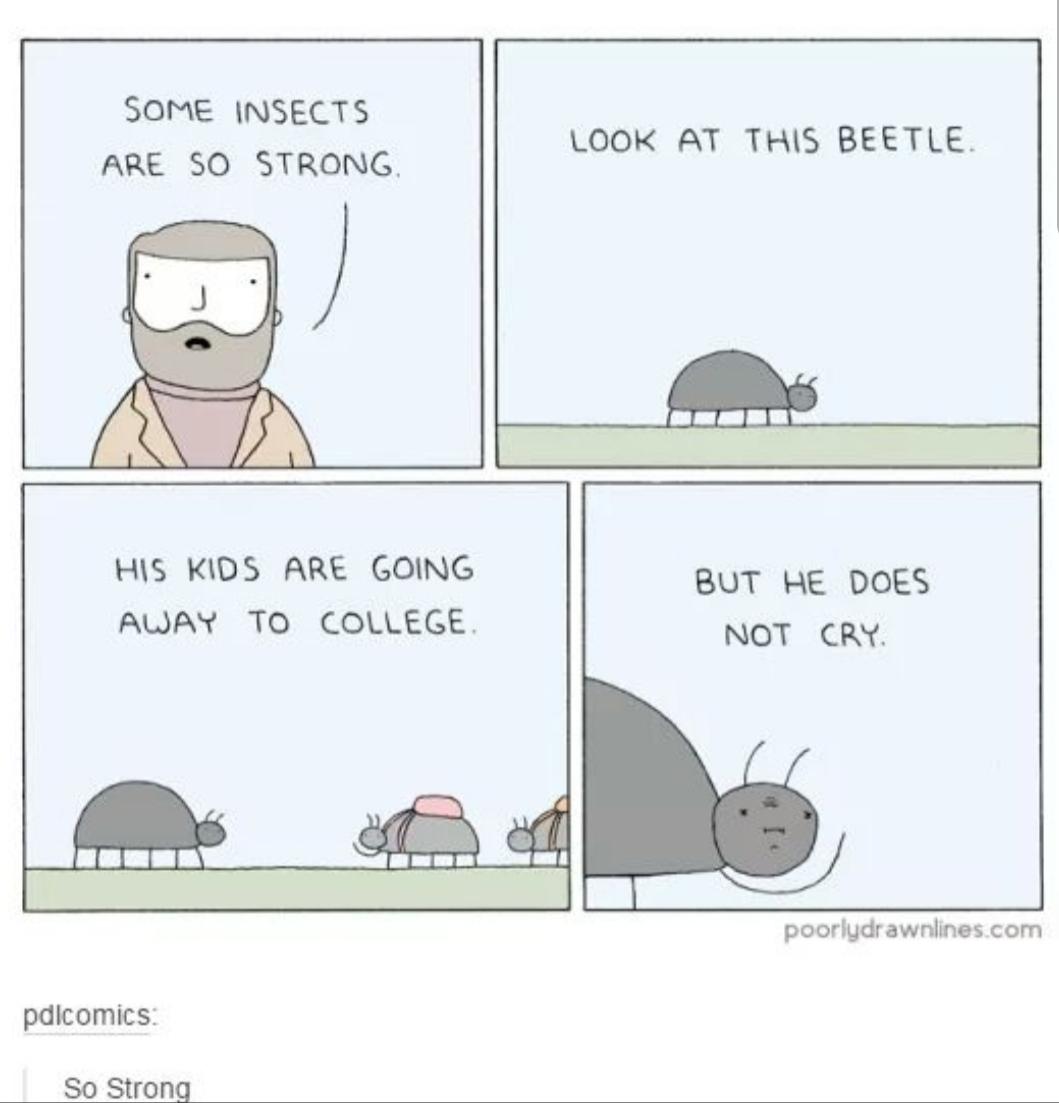 SOME INSECTS
ARE SO STRONG.
LOOK AT THIS BEETLE.
HIS KIDS ARE GOING
AWAY TO COLLEGE.
BUT HE DOES
NOT CRY.
poorlydrawnlines.com
pdlcomics:
So Strong